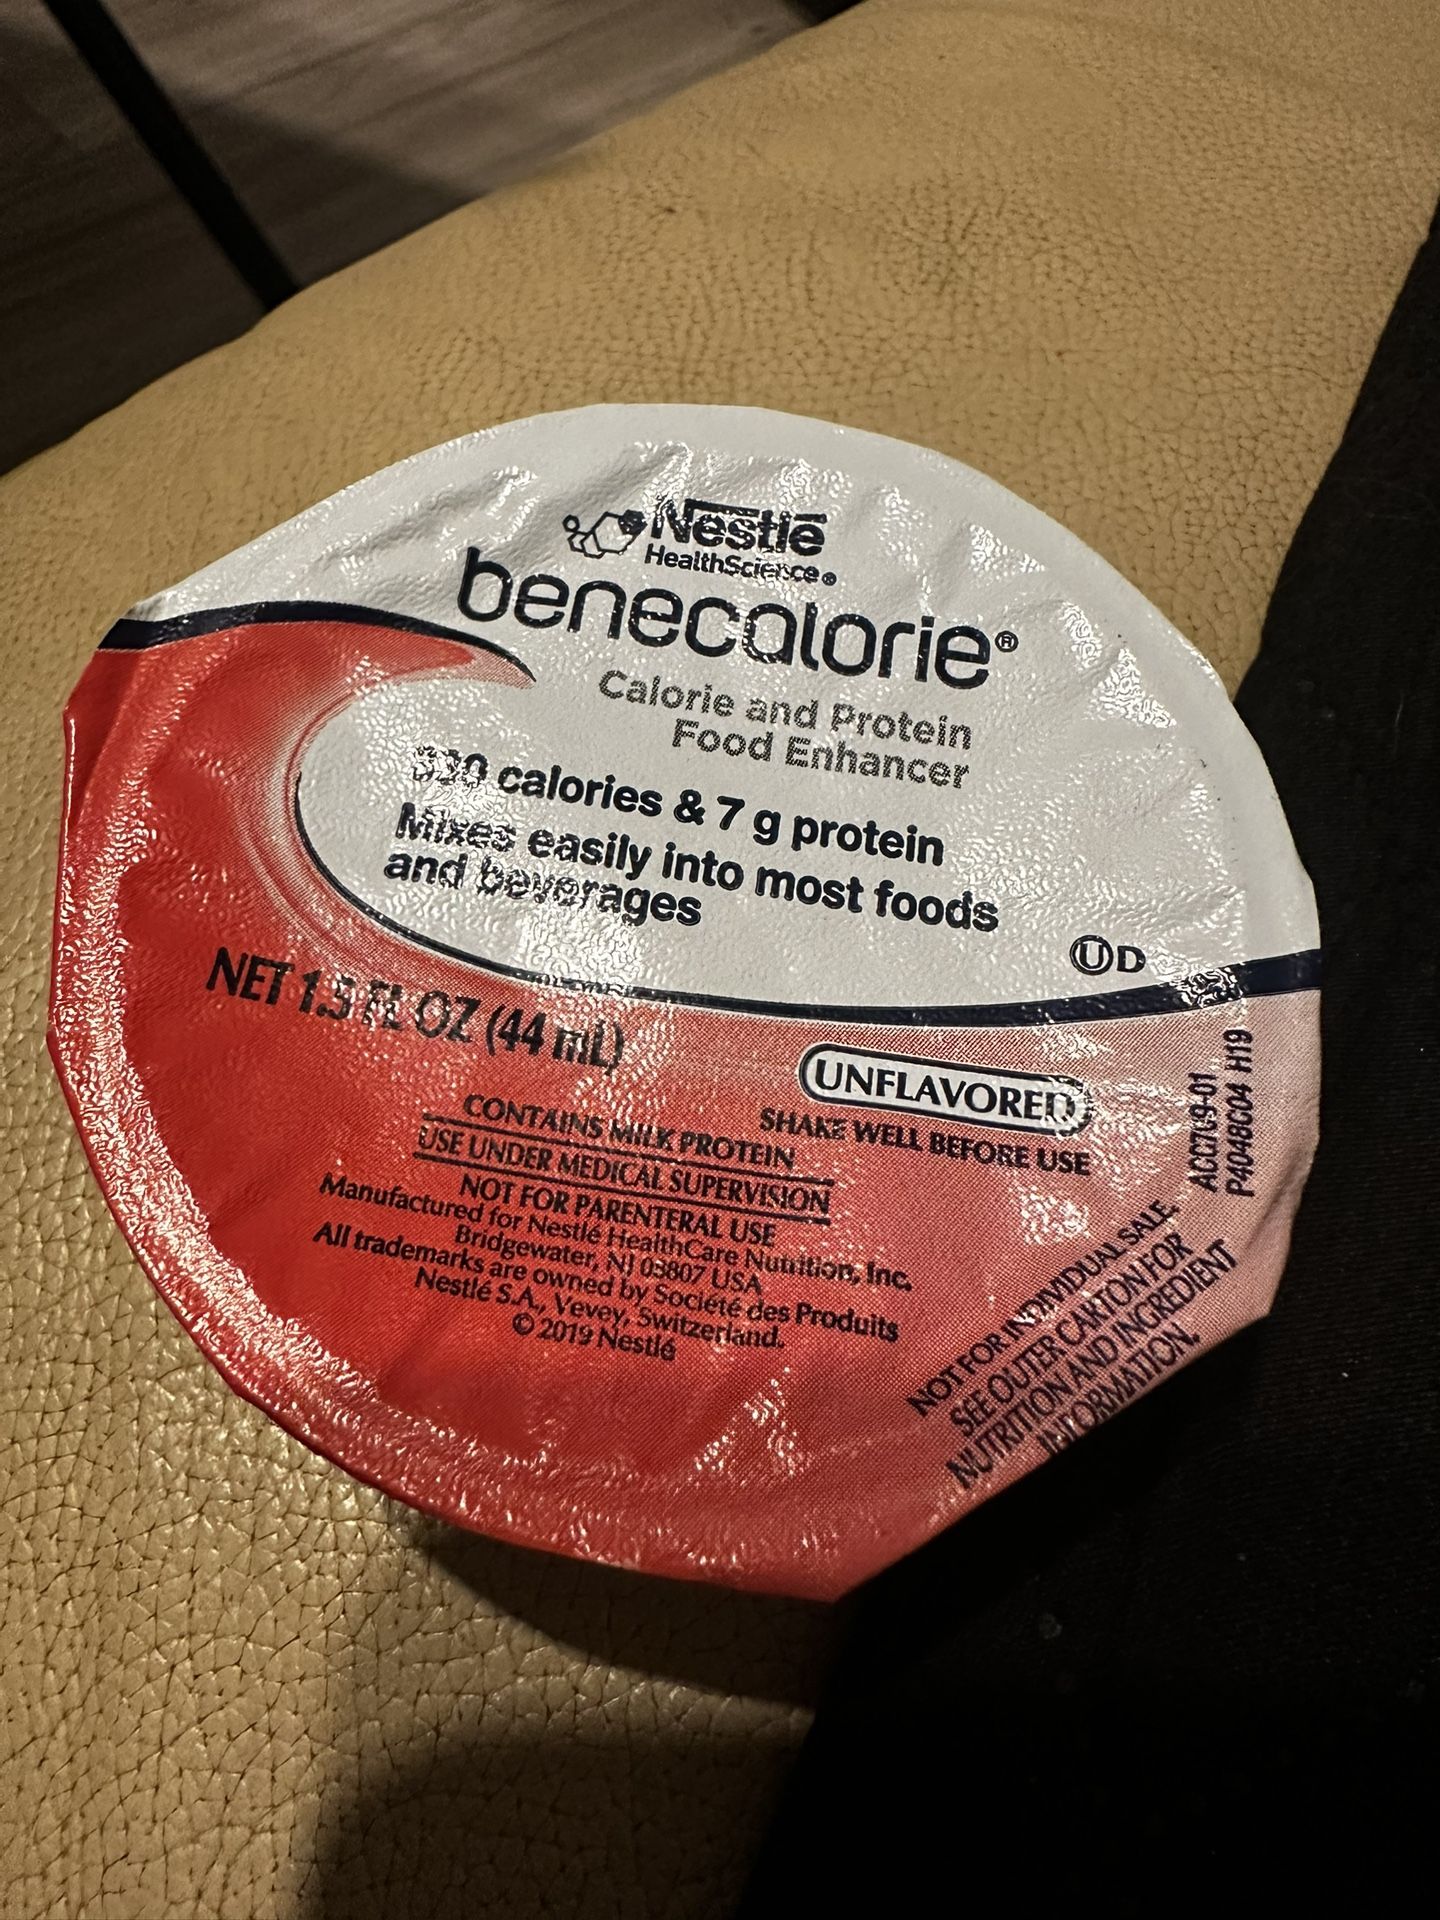 Nestlé
HealthScience®
benecalorie®
Calorie and Protein
Food Enhancer
330 calories & 7 g protein
Mixes easily into most foods
and beverages
Ⓤ D
NET 1.5 FL OZ (44 mL)
UNFLAVORED
SHAKE WELL BEFORE USE
CONTAINS MILK PROTEIN
USE UNDER MEDICAL SUPERVISION
NOT FOR PARENTERAL USE
Manufactured for Nestlé HealthCare Nutrition, Inc.
Bridgewater, NJ 08807 USA
All trademarks are owned by Société des Produits
Nestlé S.A., Vevey, Switzerland.
© 2019 Nestlé
NOT FOR INDIVIDUAL SALE.
SEE OUTER CARTON FOR
NUTRITION AND INGREDIENT
INFORMATION.
ACC709-01
P4048C04 H19